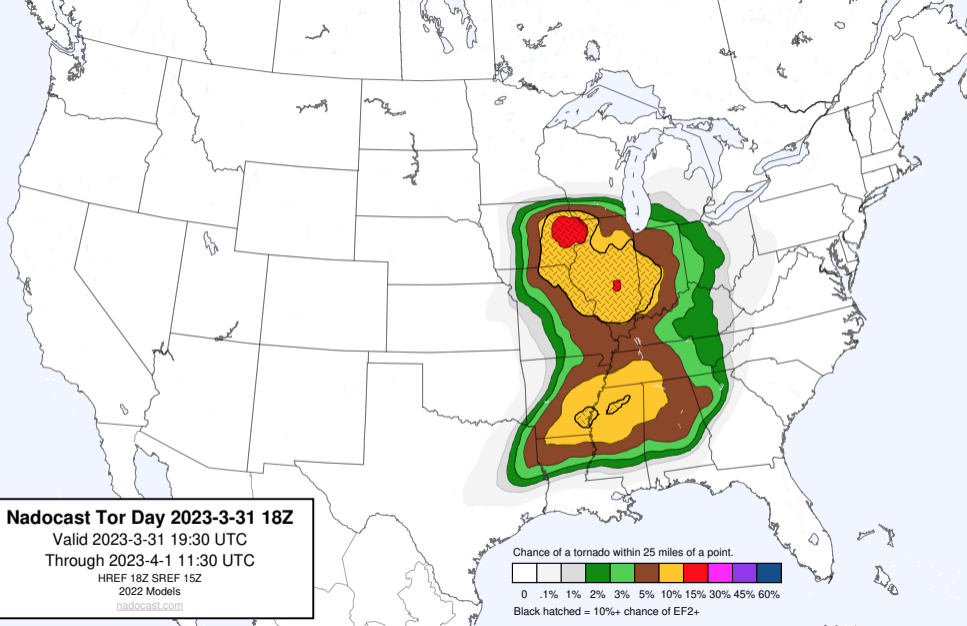 Nadocast Tor Day 2023-3-31 18Z
Valid 2023-3-31 19:30 UTC
Through 2023-4-1 11:30 UTC
HREF 18Z SREF 15Z
2022 Models
nadocast.com
Chance of a tornado within 25 miles of a point.
0 .1% 1% 2% 3% 5% 10% 15% 30% 45% 60%
Black hatched = 10%+ chance of EF2+